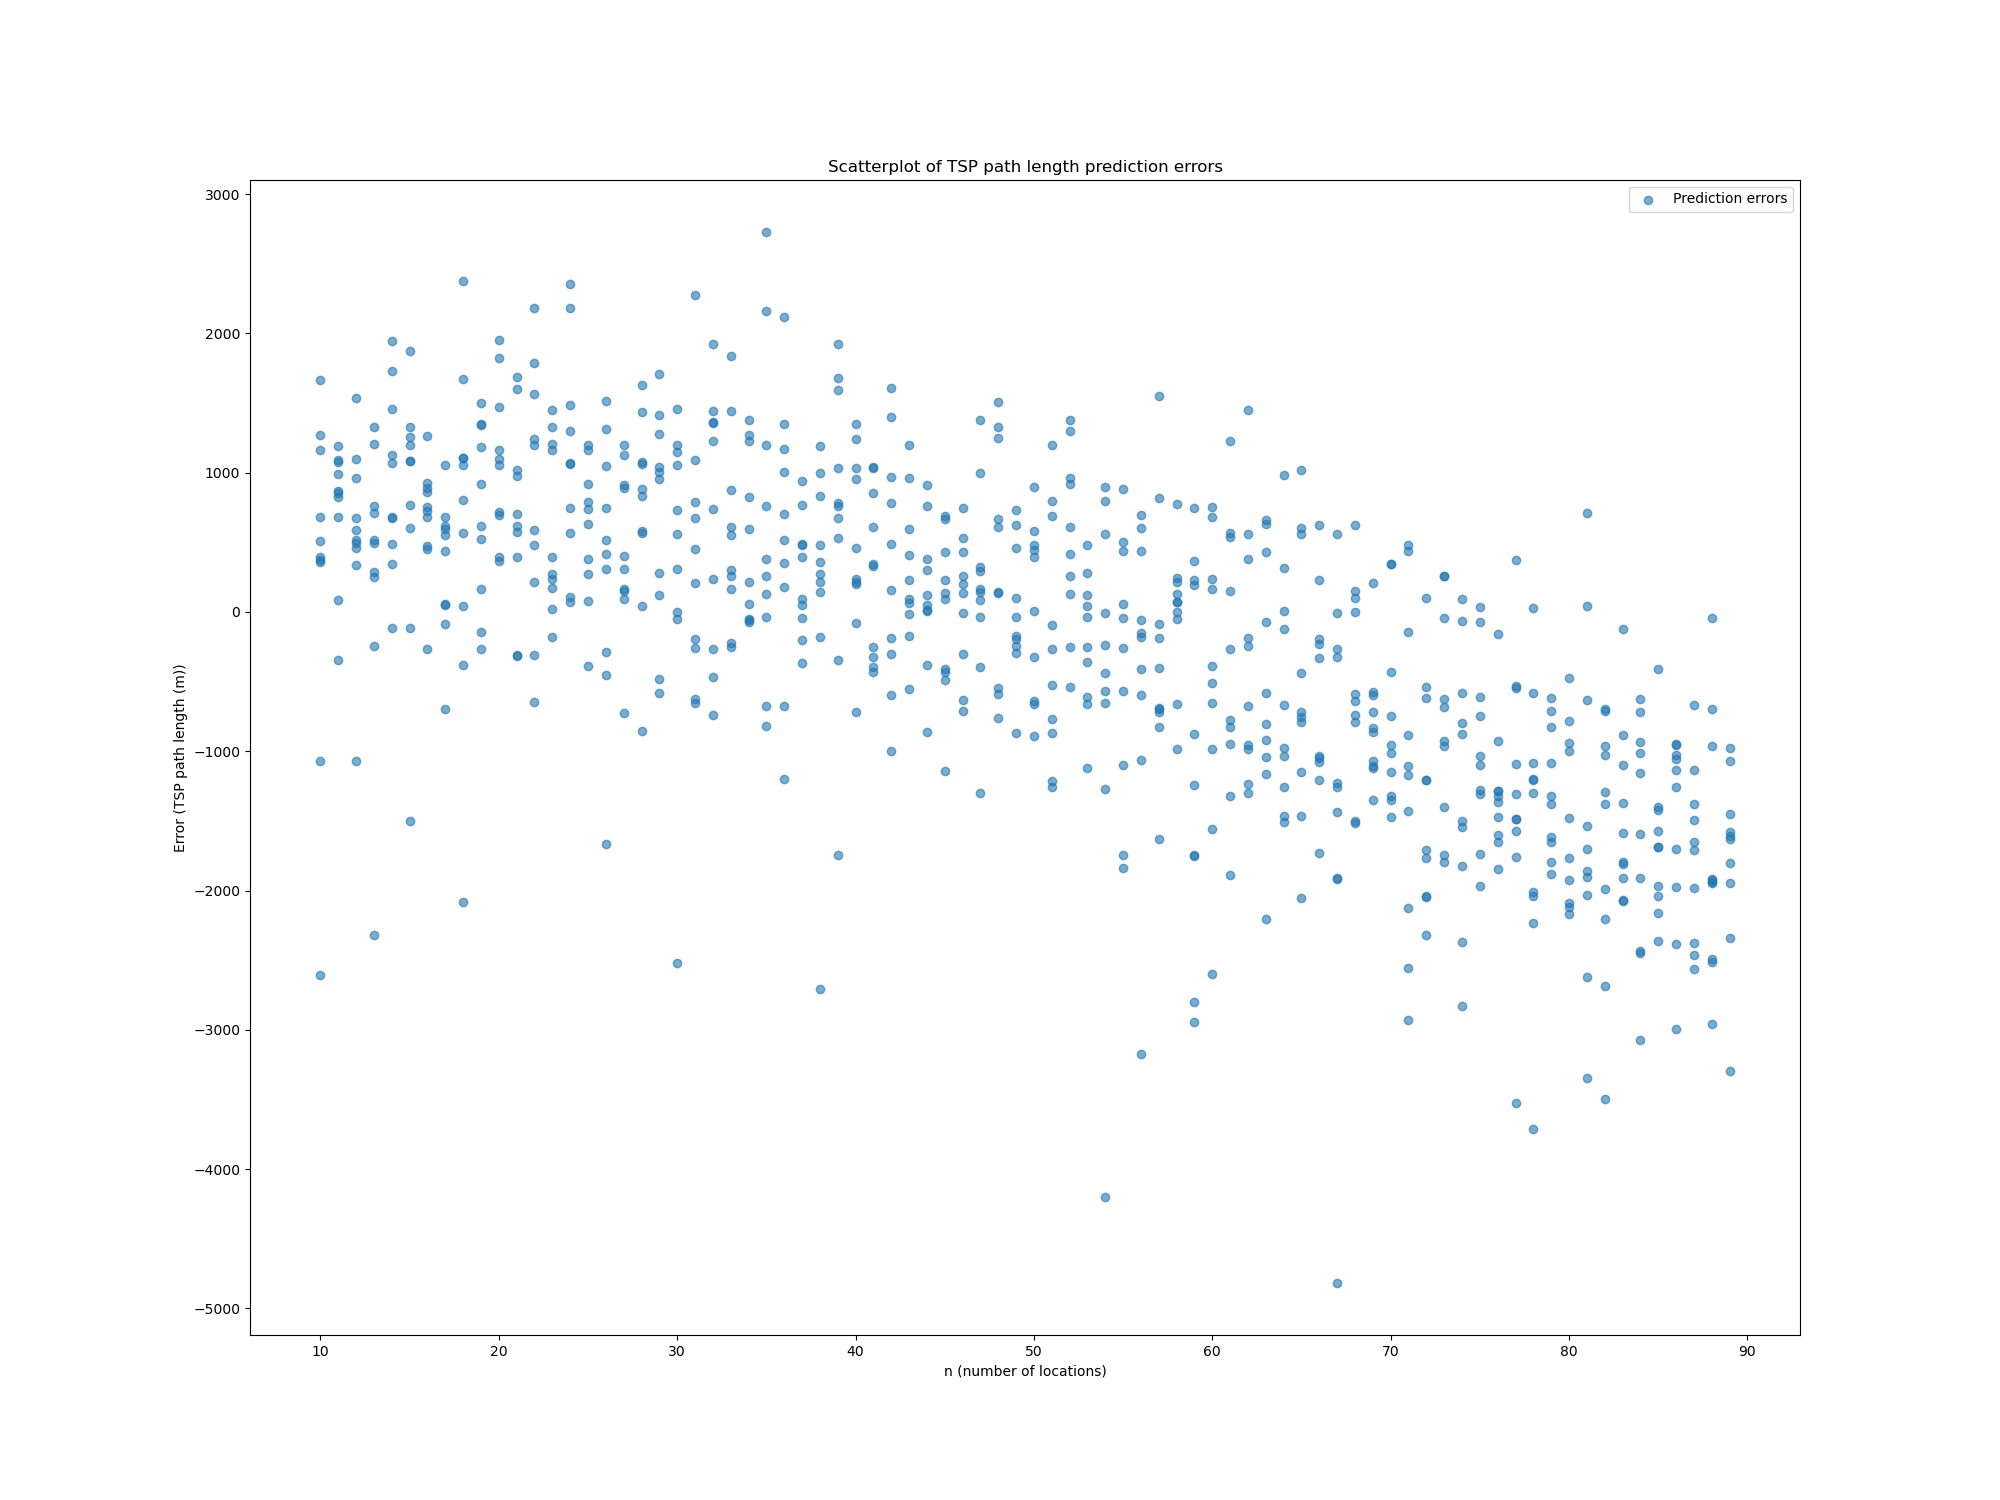 Scatterplot of TSP path length prediction errors
Prediction errors
3000
2000
1000
0
−1000
−2000
−3000
−4000
−5000
Error (TSP path length (m))
10 20 30 40 50 60 70 80 90
n (number of locations)